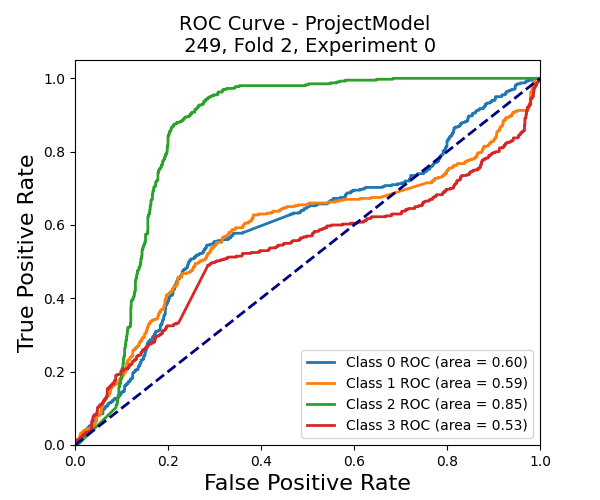 ROC Curve - ProjectModel
249, Fold 2, Experiment 0
True Positive Rate
1.0
0.8
0.6
0.4
0.2
0.0
Class 0 ROC (area = 0.60)
Class 1 ROC (area = 0.59)
Class 2 ROC (area = 0.85)
Class 3 ROC (area = 0.53)
0.0 0.2 0.4 0.6 0.8 1.0
False Positive Rate